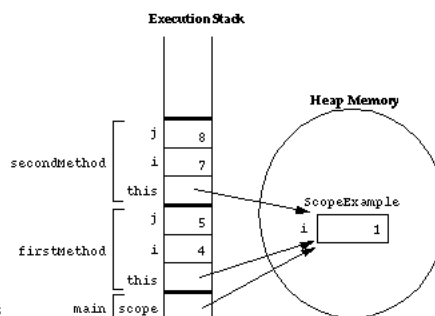 Execution Stack
Heap Memory
j 8
secondMethod i 7
this
ScopeExample
j 5
i 1
firstMethod i 4
this
main scope